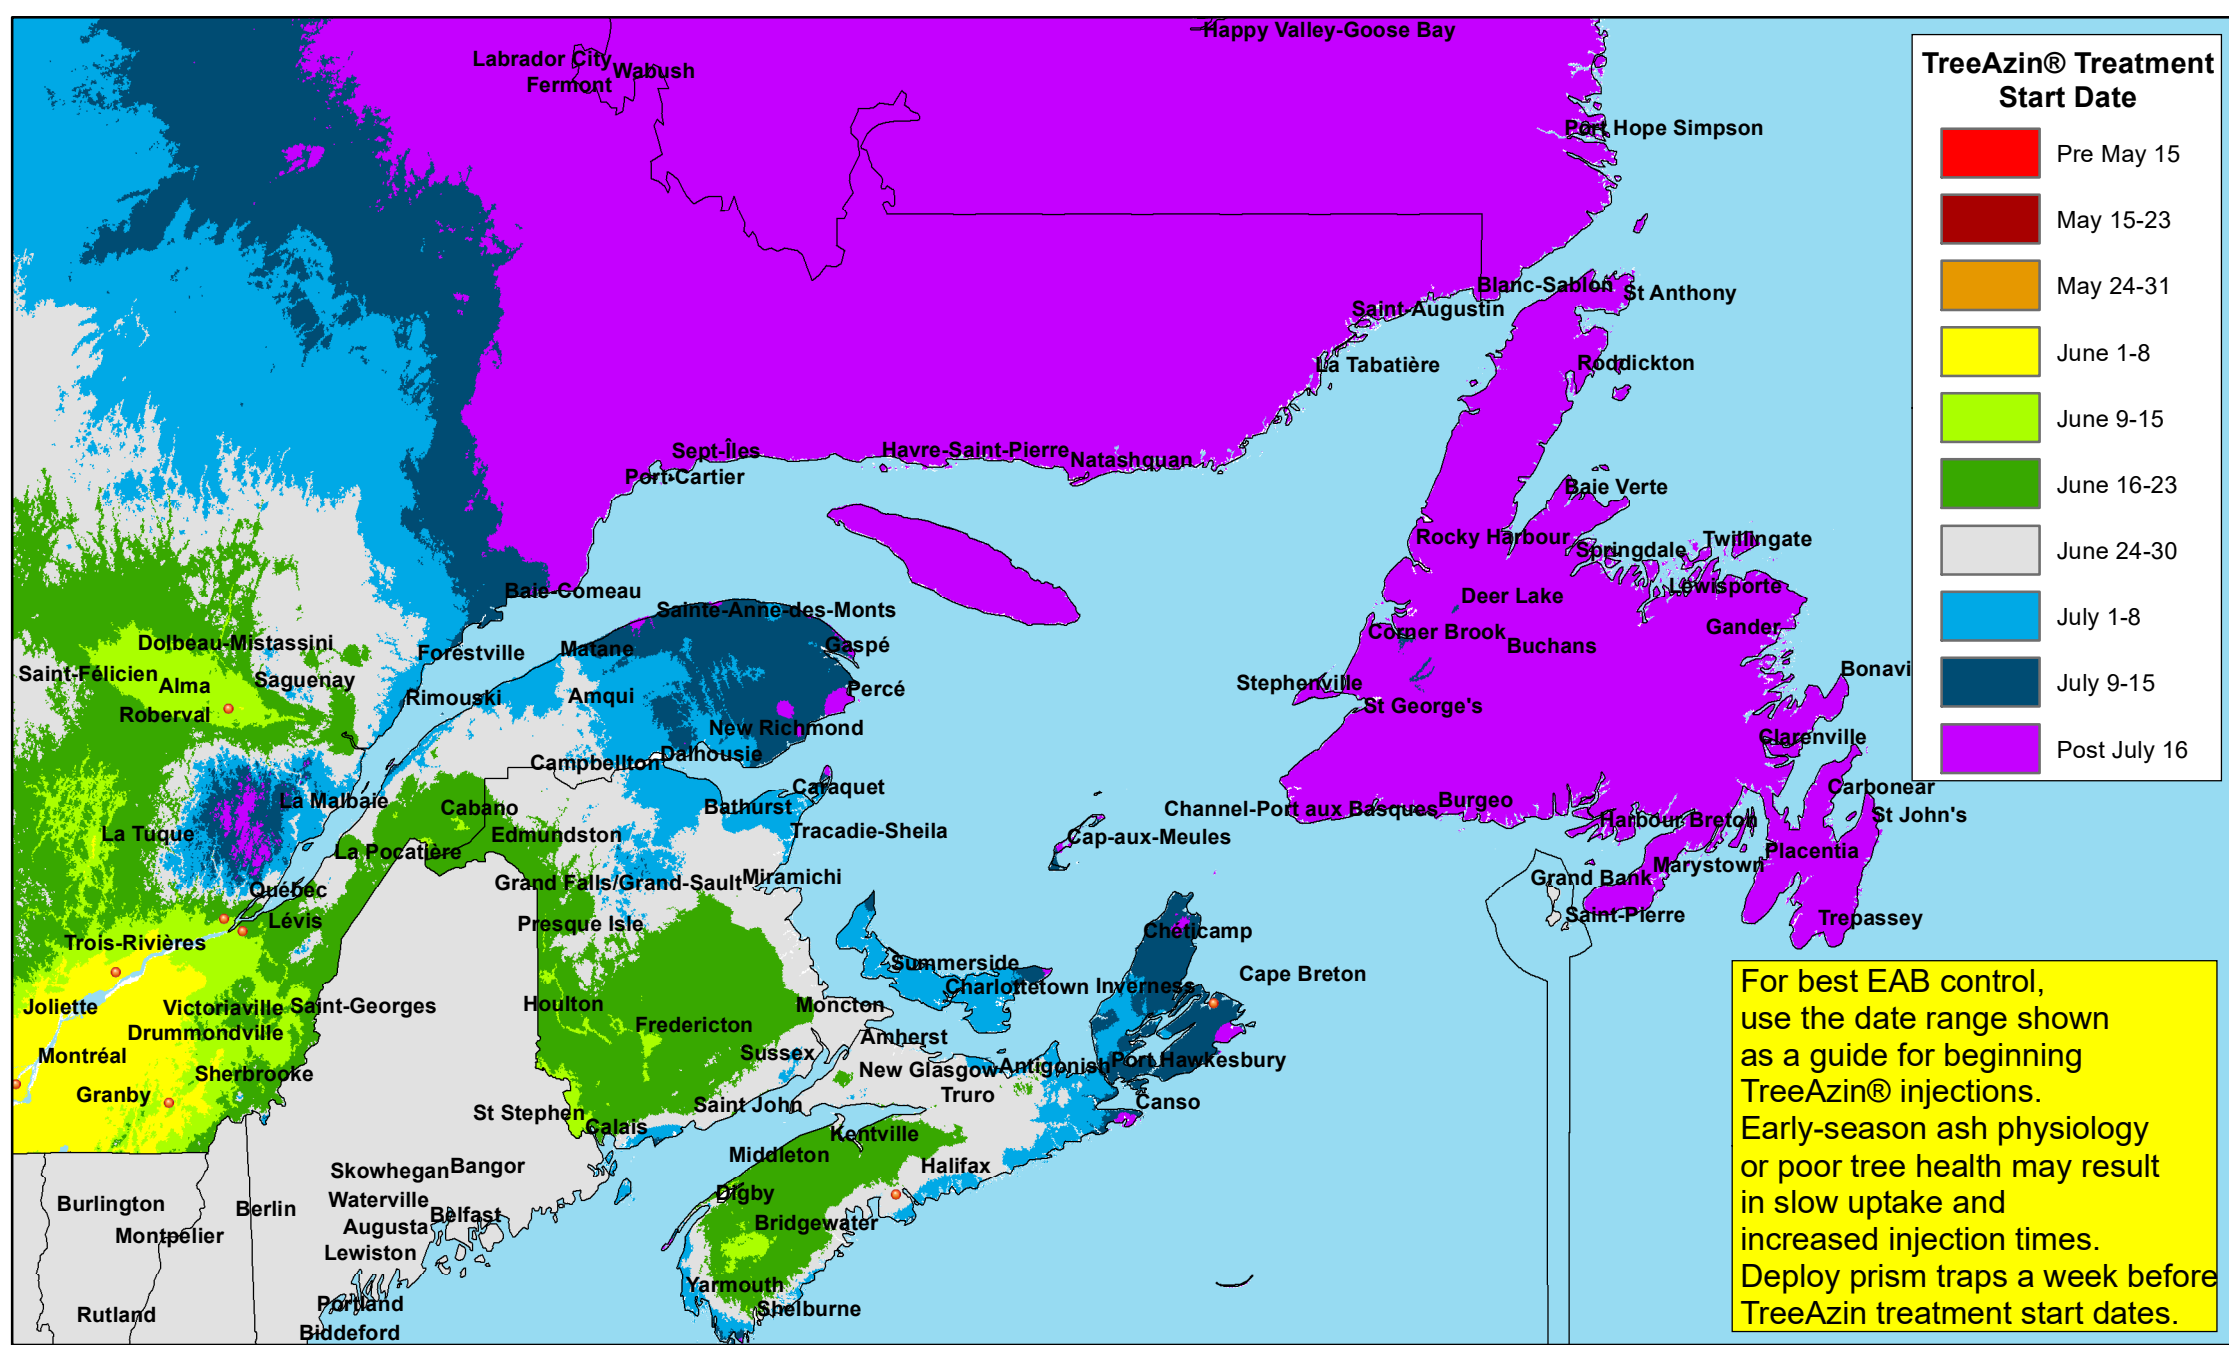 Happy Valley-Goose Bay
Labrador City
Wabush
Fermont
Port Hope Simpson
Blanc-Sablon
St Anthony
Saint-Augustin
La Tabatière
Roddickton
Sept-Îles
Havre-Saint-Pierre
Natashquan
Port-Cartier
Baie Verte
Rocky Harbour
Springdale
Twillingate
Lewisporte
Deer Lake
Baie-Comeau
Sainte-Anne-des-Monts
Corner Brook
Buchans
Gander
Dolbeau-Mistassini
Forestville
Matane
Gaspé
Saint-Félicien
Alma
Saguenay
Bonavi
Stephenville
Percé
Rimouski
Amqui
Roberval
St George's
New Richmond
Clarenville
Campbellton
Dalhousie
La Malbaie
Cabano
Caraquet
Bathurst
Carbonear
Channel-Port aux Basques
Burgeo
St John's
Harbour Breton
La Tuque
Edmundston
Tracadie-Sheila
Cap-aux-Meules
La Pocatière
Placentia
Marystown
Québec
Grand Falls/Grand-Sault
Miramichi
Grand Bank
Lévis
Presque Isle
Saint-Pierre
Trepassey
Chéticamp
Trois-Rivières
Summerside
Cape Breton
Charlottetown
Inverness
Joliette
Victoriaville
Saint-Georges
Houlton
Moncton
Drummondville
Fredericton
Amherst
Montréal
Sussex
New Glasgow
Antigonish
Port Hawkesbury
Sherbrooke
Granby
Truro
Canso
St Stephen
Saint John
Calais
Kentville
Middleton
Skowhegan
Bangor
Halifax
Burlington
Waterville
Digby
Berlin
Augusta
Belfast
Bridgewater
Montpelier
Lewiston
Yarmouth
Portland
Shelburne
Rutland
Biddeford
TreeAzin® Treatment
Start Date
Pre May 15
May 15-23
May 24-31
June 1-8
June 9-15
June 16-23
June 24-30
July 1-8
July 9-15
Post July 16
For best EAB control,
use the date range shown
as a guide for beginning
TreeAzin® injections.
Early-season ash physiology
or poor tree health may result
in slow uptake and
increased injection times.
Deploy prism traps a week before
TreeAzin treatment start dates.